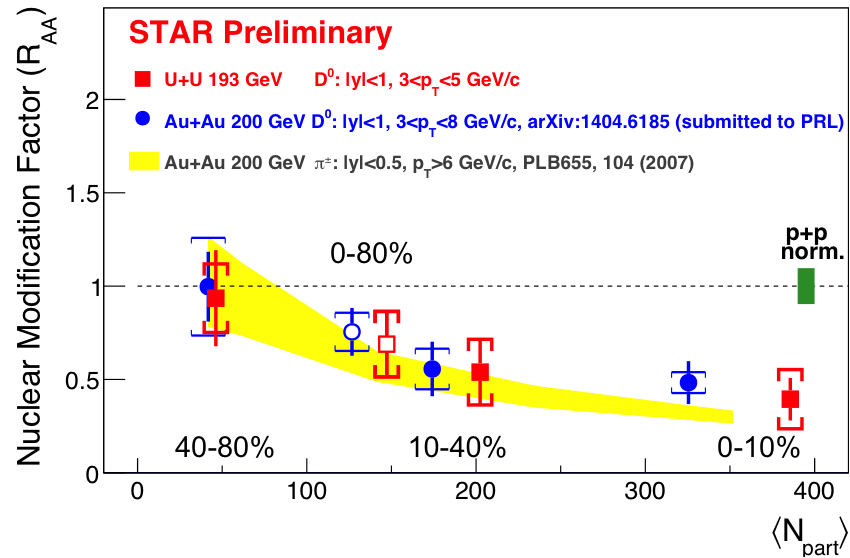 STAR Preliminary
U+U 193 GeV D⁰: |y|<1, 3<p_T<5 GeV/c
Au+Au 200 GeV D⁰: |y|<1, 3<p_T<8 GeV/c, arXiv:1404.6185 (submitted to PRL)
Au+Au 200 GeV π±: |y|<0.5, p_T>6 GeV/c, PLB655, 104 (2007)
Nuclear Modification Factor (R_AA)
2
1.5
1
0.5
0
0-80%
p+p
norm.
40-80%
10-40%
0-10%
0 100 200 300 400
⟨N_part⟩